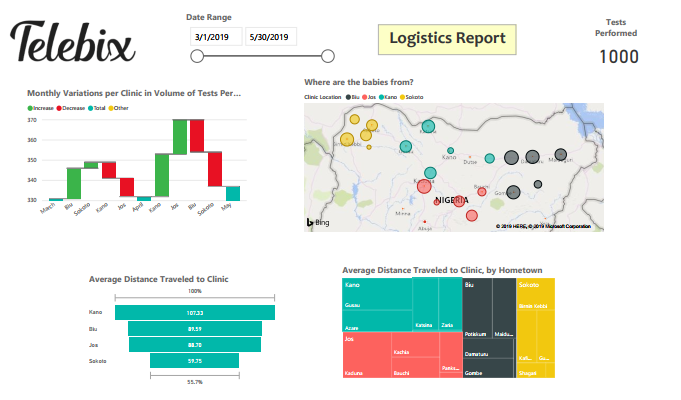 Telebix
Date Range
3/1/2019 5/30/2019
Logistics Report
Tests
Performed
1000
Monthly Variations per Clinic in Volume of Tests Per...
Increase Decrease Total Other
370
360
350
340
330
March Biu Sokoto Kano Jos April Kano Jos Biu Sokoto May
Where are the babies from?
Clinic Location Biu Jos Kano Sokoto
Kano
Dutse
NIGERIA
Minna
Abuja
Bing
© 2019 HERE, © 2019 Microsoft Corporation
Average Distance Traveled to Clinic
100%
Kano 107.33
Biu 89.59
Jos 88.78
Sokoto 59.75
55.7%
Average Distance Traveled to Clinic, by Hometown
Kano
Gusau
Azare
Katsina
Zaria
Jos
Kaduna
Kachia
Bauchi
Biu
Potiskum
Maidu...
Damaturu
Gombe
Sokoto
Birnin Kebbi
Gu...
Shagari